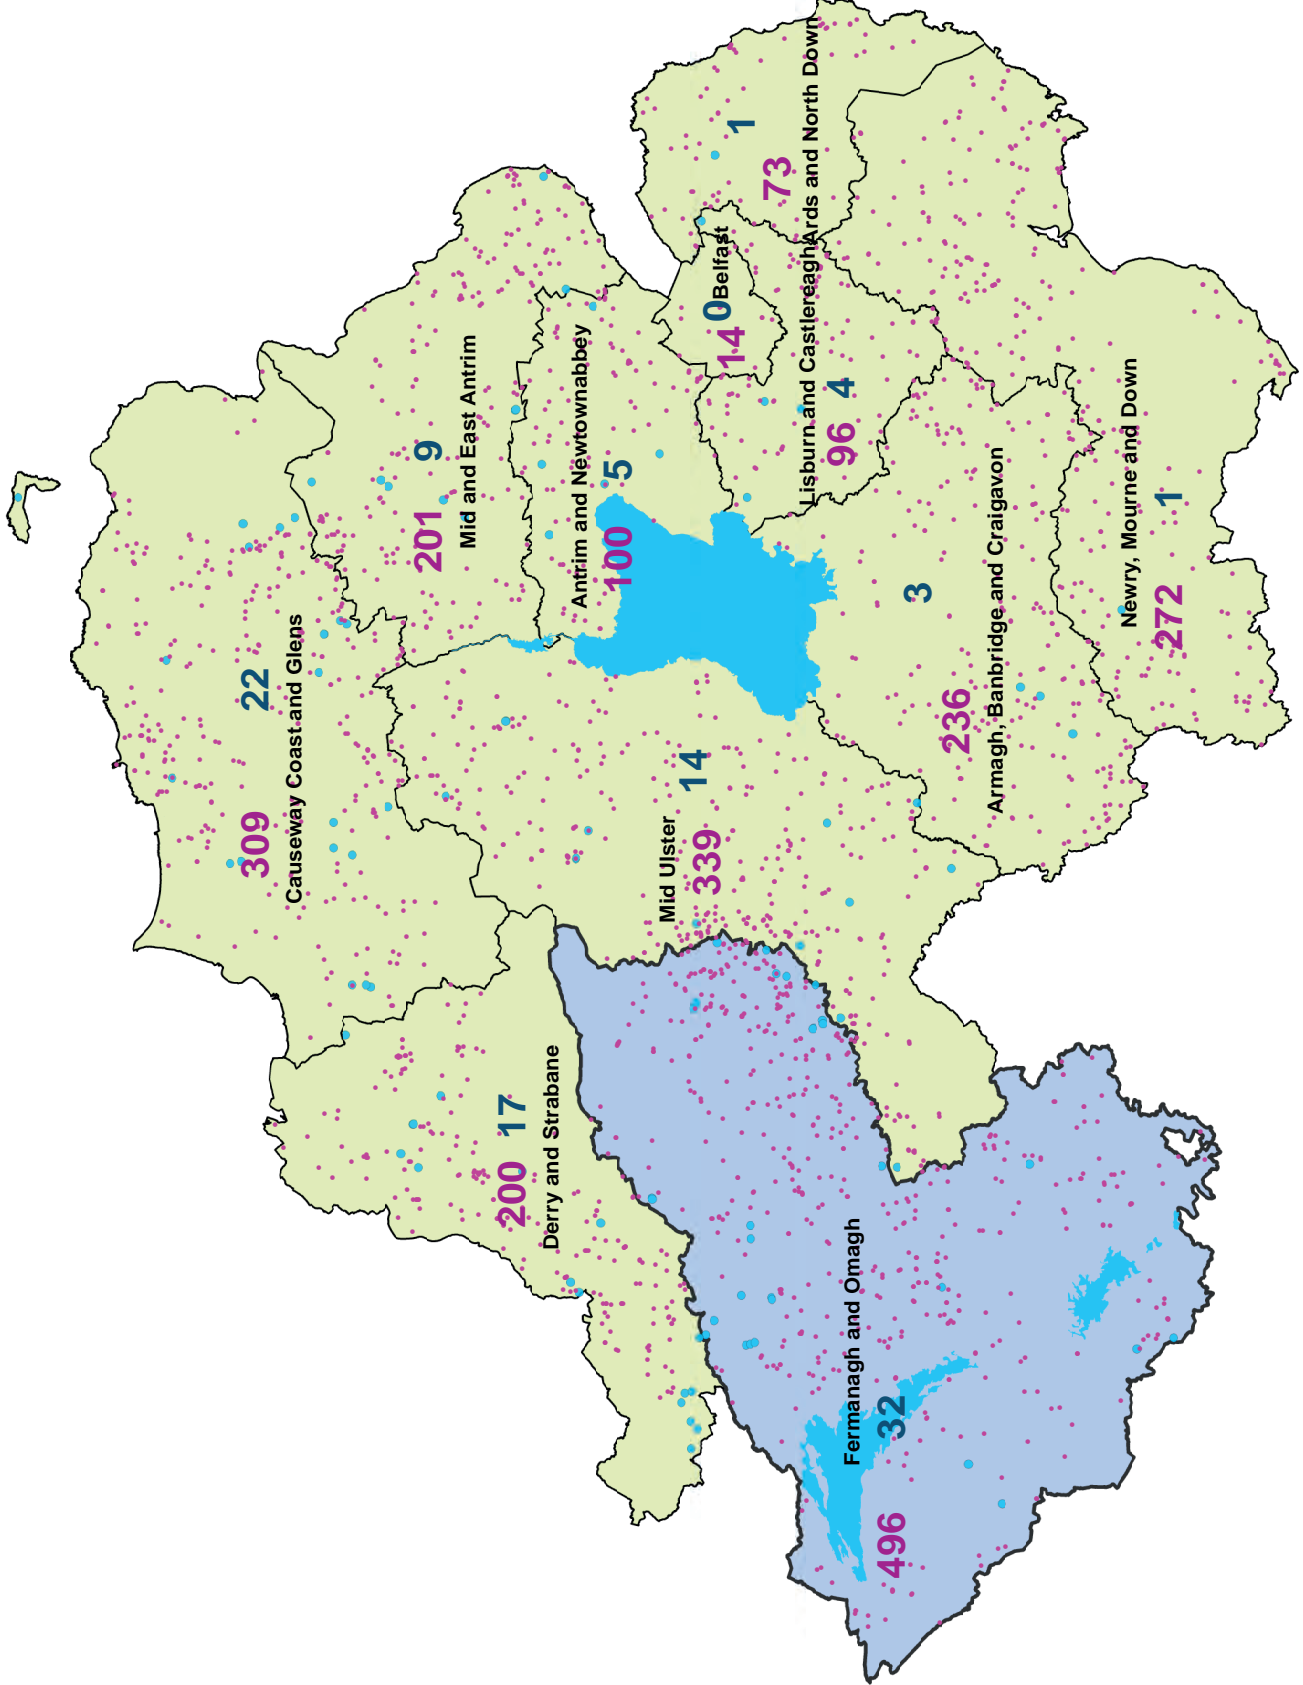 309
22
Causeway Coast and Glens
201
9
Mid and East Antrim
200
17
Derry and Strabane
Antrim and Newtownabbey
100
5
Mid Ulster
339
14
14
0
Belfast
73
1
Ards and North Down
Lisburn and Castlereagh
96
4
Fermanagh and Omagh
496
32
236
3
Armagh, Banbridge and Craigavon
Newry, Mourne and Down
272
1